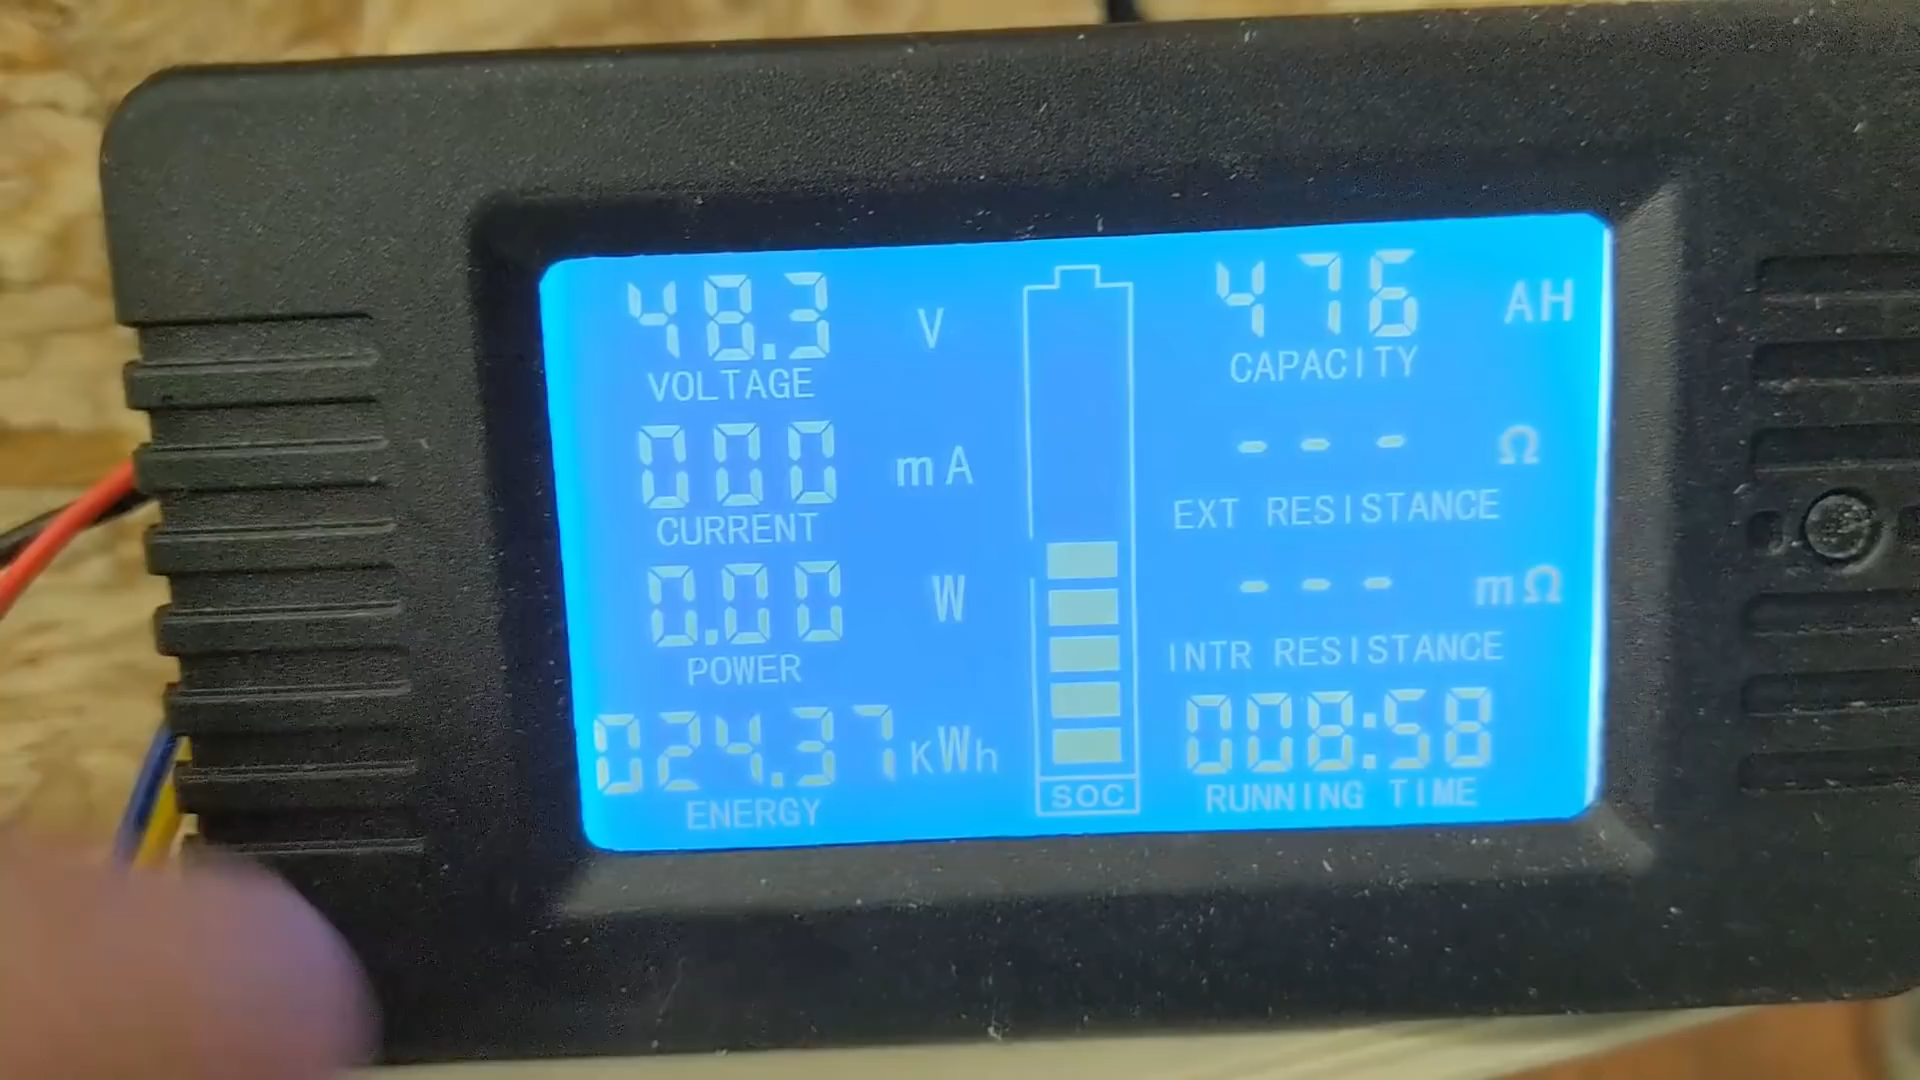 48.3 V
VOLTAGE
000 mA
CURRENT
0.00 W
POWER
024.37 KWh
ENERGY
SOC
476 AH
CAPACITY
--- Ω
EXT RESISTANCE
--- mΩ
INTR RESISTANCE
008:58
RUNNING TIME